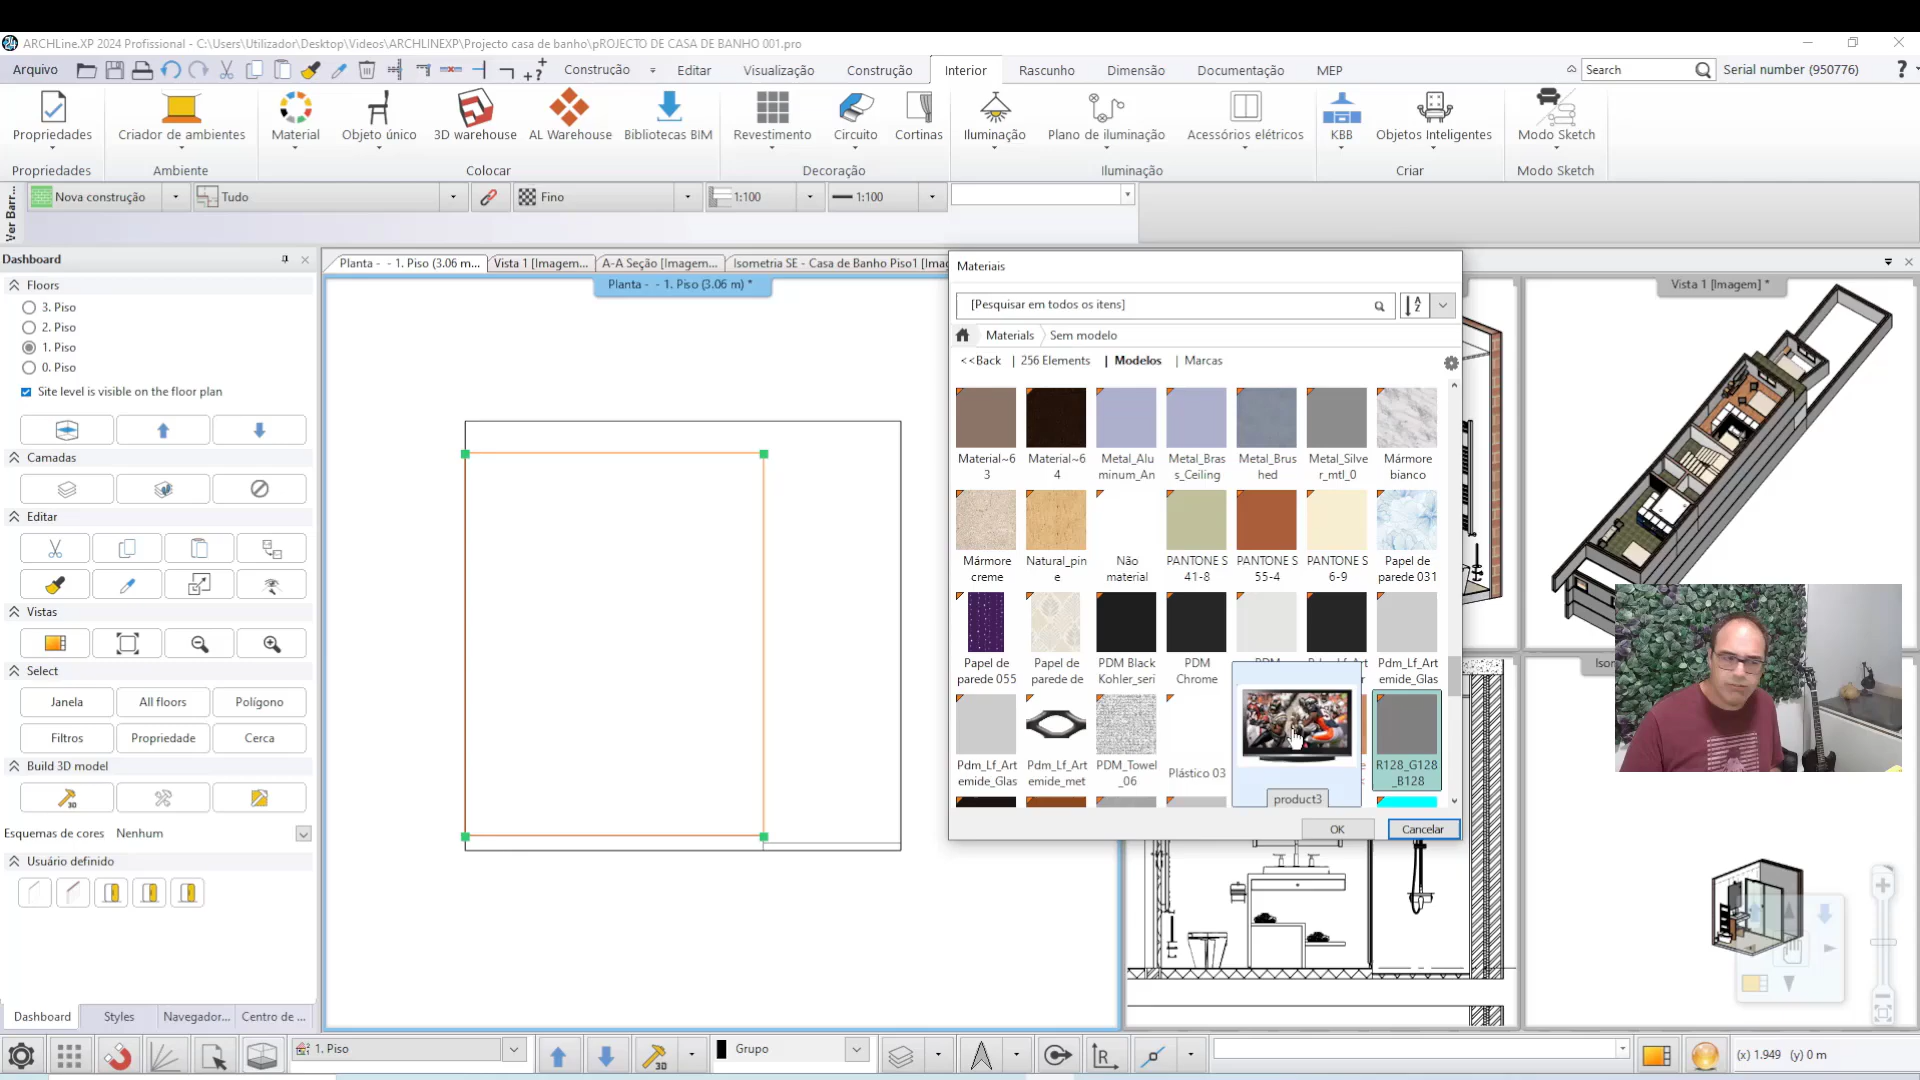 ARCHLine.XP 2024 Profissional - C:\Users\Utilizador\Desktop\Videos\ARCHLINEXP\Projecto casa de banho\pROJECTO DE CASA DE BANHO 001.pro
Arquivo
Construção
Editar
Visualização
Construção
Interior
Rascunho
Dimensão
Documentação
MEP
Search
Serial number (950776)
?
Propriedades
Criador de ambientes
Material
Objeto único
3D warehouse
AL Warehouse
Bibliotecas BIM
Revestimento
Circuito
Cortinas
Iluminação
Plano de iluminação
Acessórios elétricos
KBB
Objetos Inteligentes
Modo Sketch
Propriedades
Ambiente
Colocar
Decoração
Iluminação
Criar
Modo Sketch
Ver Barr...
Nova construção
Tudo
Fino
1:100
1:100
Dashboard
Floors
3. Piso
2. Piso
1. Piso
0. Piso
Site level is visible on the floor plan
Camadas
Editar
Vistas
Select
Janela
All floors
Polígono
Filtros
Propriedade
Cerca
Build 3D model
Esquemas de cores
Nenhum
Usuário definido
Dashboard
Styles
Navegador...
Centro de ...
Planta - - 1. Piso (3.06 m...
Vista 1 [Imagem...
A-A Seção [Imagem...
Isometria SE - Casa de Banho Piso1 [Imag
Planta - - 1. Piso (3.06 m) *
Vista 1 [Imagem] *
Materiais
[Pesquisar em todos os itens]
Materials
Sem modelo
<<Back
| 256 Elements
| Modelos
| Marcas
Material~6
3
Material~6
4
Metal_Alu
minum_An
Metal_Bras
s_Ceiling
Metal_Brus
hed
Metal_Silve
r_mtl_0
Mármore
bianco
Mármore
creme
Natural_pin
e
Não
material
PANTONE S
41-8
PANTONE S
55-4
PANTONE S
6-9
Papel de
parede 031
Papel de
parede 055
Papel de
parede de
PDM Black
Kohler_seri
PDM
Chrome
Pdm_Lf_Art
emide_Glas
Pdm_Lf_Art
emide_Glas
Pdm_Lf_Art
emide_met
PDM_Towel
_06
Plástico 03
product3
R128_G128
_B128
OK
Cancelar
1. Piso
Grupo
(x) 1.949
(y) 0 m